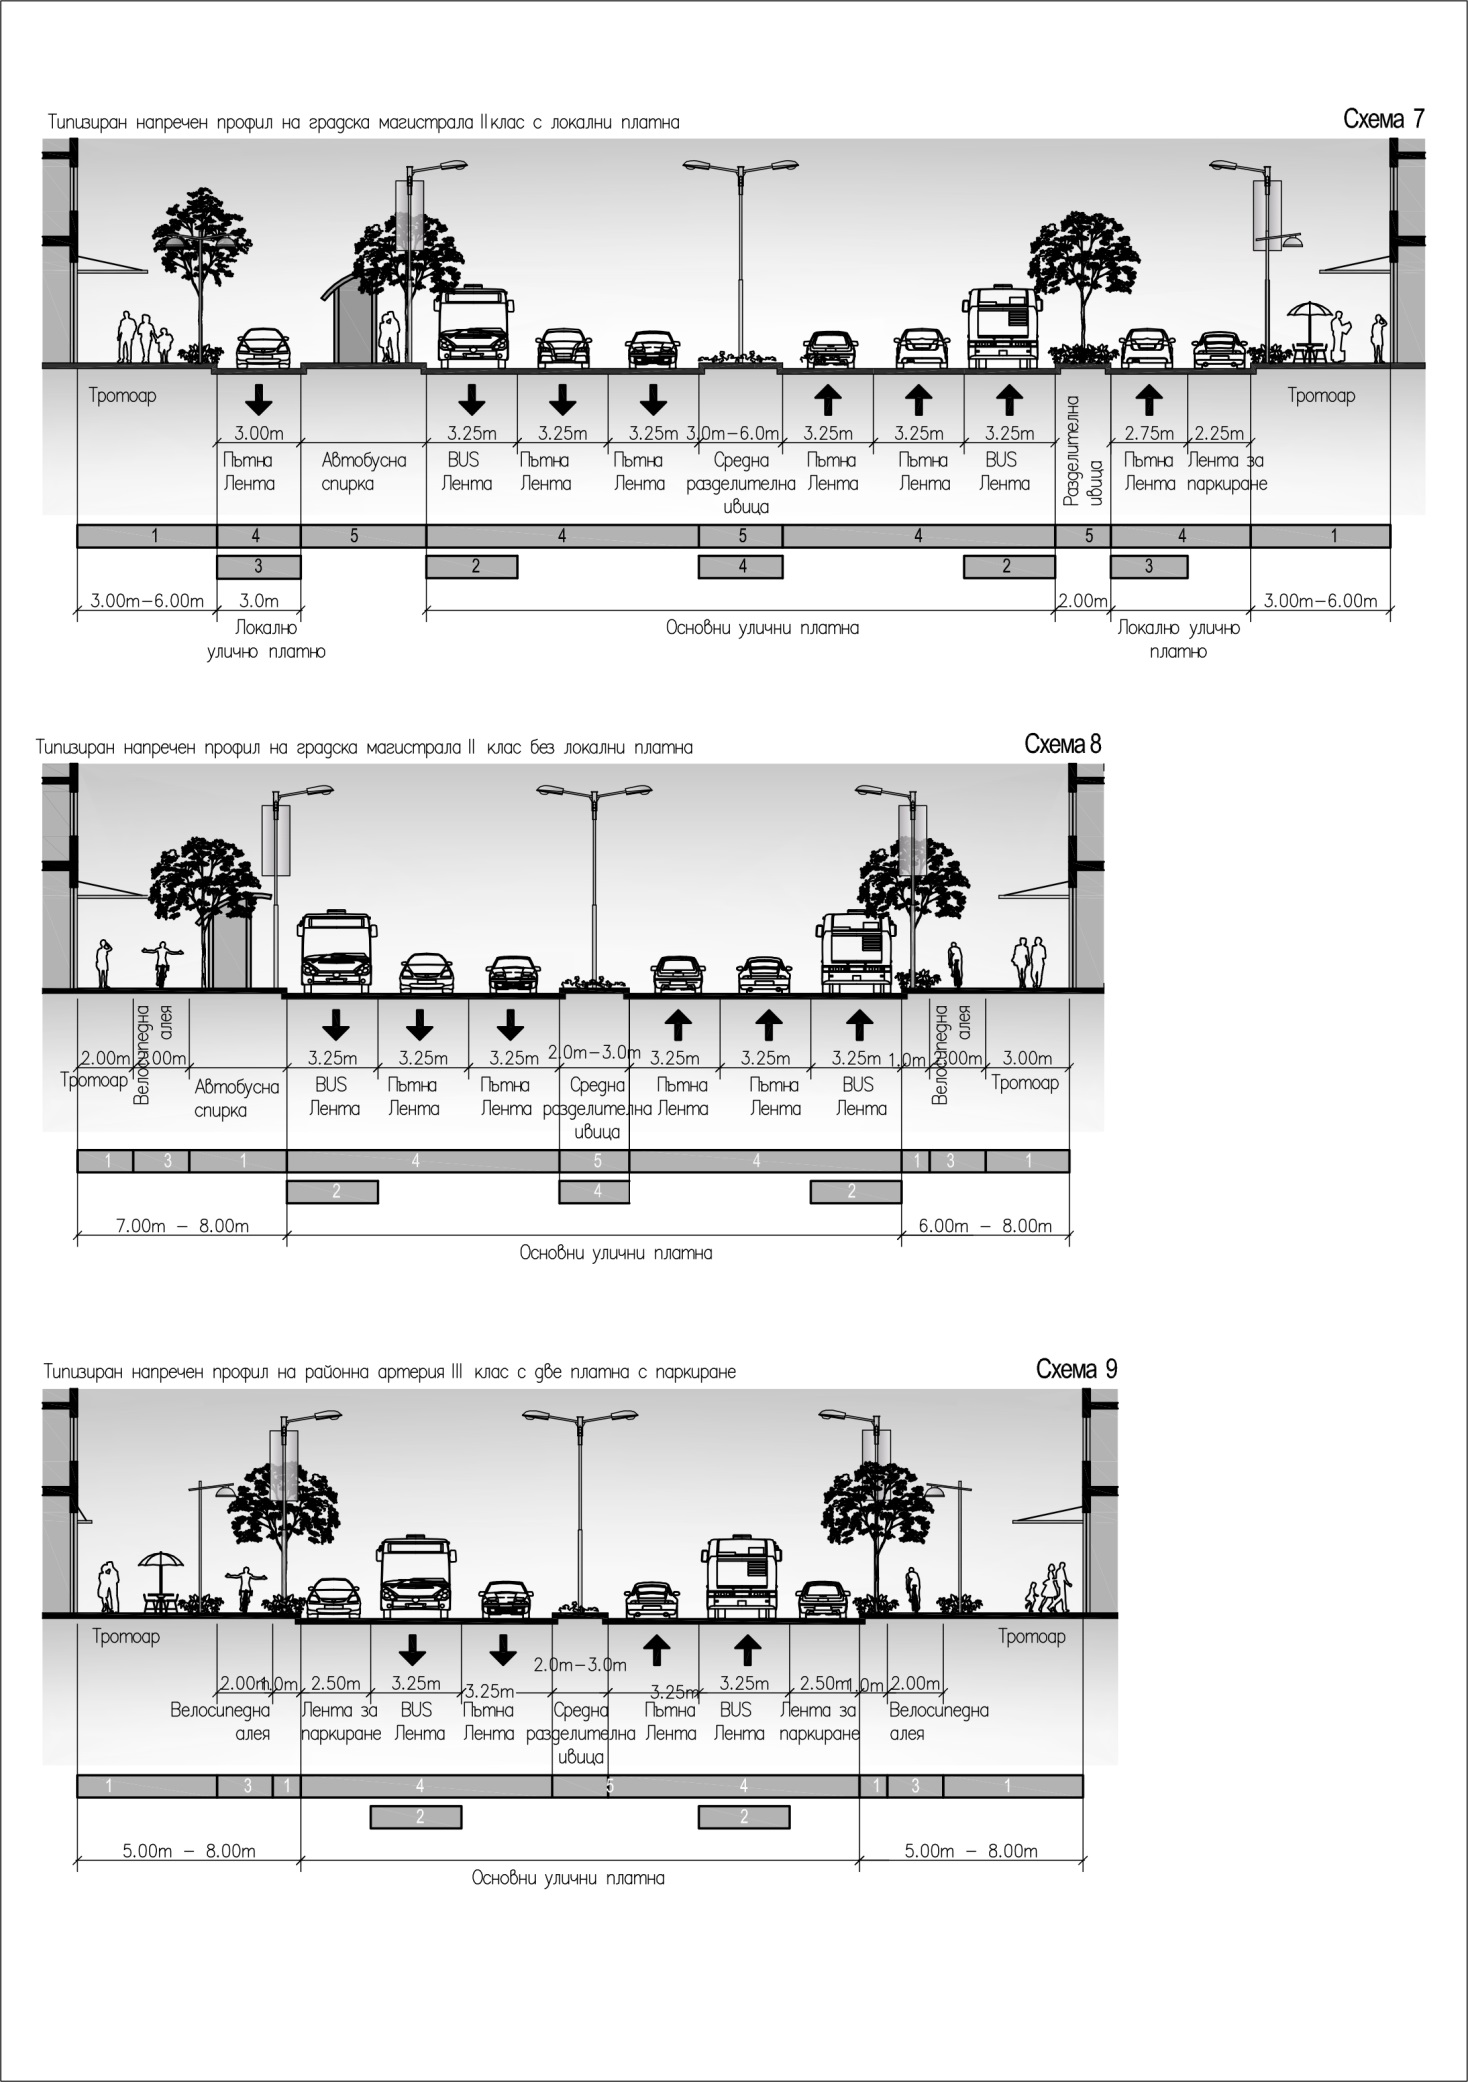 Типизиран напречен профил на градска магистрала II клас с локални платна
Схема 7
Тротоар
Тротоар
3.00m 3.25m 3.25m 3.25m 3.0m-6.0m 3.25m 3.25m 3.25m 2.75m 2.25m
Пътна Автобусна BUS Пътна Пътна Средна Пътна Пътна BUS Разделителна Пътна Лента за
Лента спирка Лента Лента Лента разделителна Лента Лента Лента ивица Лента паркиране
ивица
1 4 5 4 5 4 5 4 1
3 2 4 2 3
3.00m-6.00m 3.0m 2.00m 3.00m-6.00m
Локално Основни улични платна Локално улично
улично платно платно
Типизиран напречен профил на градска магистрала II клас без локални платна
Схема 8
2.00m 2.00m 3.25m 3.25m 3.25m 2.0m-3.0m 3.25m 3.25m 3.25m 1.0m 2.00m 3.00m
Тротоар Велосипедна Автобусна BUS Пътна Пътна Средна Пътна Пътна BUS Велосипедна Тротоар
алея спирка Лента Лента Лента разделителна Лента Лента Лента алея
ивица
1 3 1 4 5 4 1 3 1
2 4 2
7.00m - 8.00m 6.00m - 8.00m
Основни улични платна
Типизиран напречен профил на районна артерия III клас с две платна с паркиране
Схема 9
Тротоар Тротоар
2.00m 1.0m 2.50m 3.25m 3.25m 2.0m-3.0m 3.25m 3.25m 2.50m 1.0m 2.00m
Велосипедна Лента за BUS Пътна Средна Пътна BUS Лента за Велосипедна
алея паркиране Лента Лента разделителна Лента Лента паркиране алея
ивица
1 3 1 4 5 4 1 3 1
2 2
5.00m - 8.00m 5.00m - 8.00m
Основни улични платна